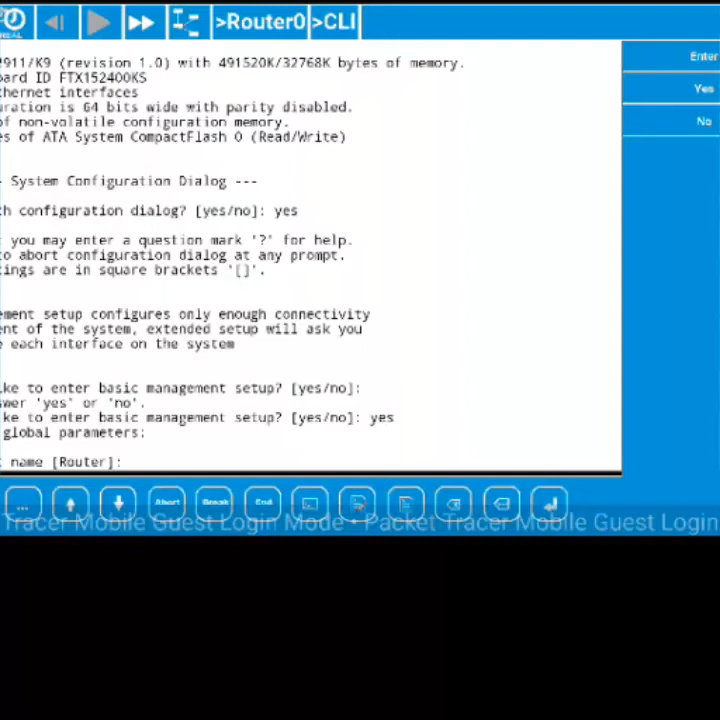 REAL
>Router0 >CLI
2911/K9 (revision 1.0) with 491520K/32768K bytes of memory.
oard ID FTX152400KS
hernet interfaces
uration is 64 bits wide with parity disabled.
of non-volatile configuration memory.
es of ATA System CompactFlash 0 (Read/Write)
- System Configuration Dialog ---
th configuration dialog? [yes/no]: yes
t you may enter a question mark '?' for help.
to abort configuration dialog at any prompt.
tings are in square brackets '[]'.
ement setup configures only enough connectivity
ent of the system, extended setup will ask you
e each interface on the system
ike to enter basic management setup? [yes/no]:
swer 'yes' or 'no'.
ike to enter basic management setup? [yes/no]: yes
global parameters:
t name [Router]:
Enter
Yes
No
... Abort Break End
Tracer Mobile Guest Login Mode • Packet Tracer Mobile Guest Login